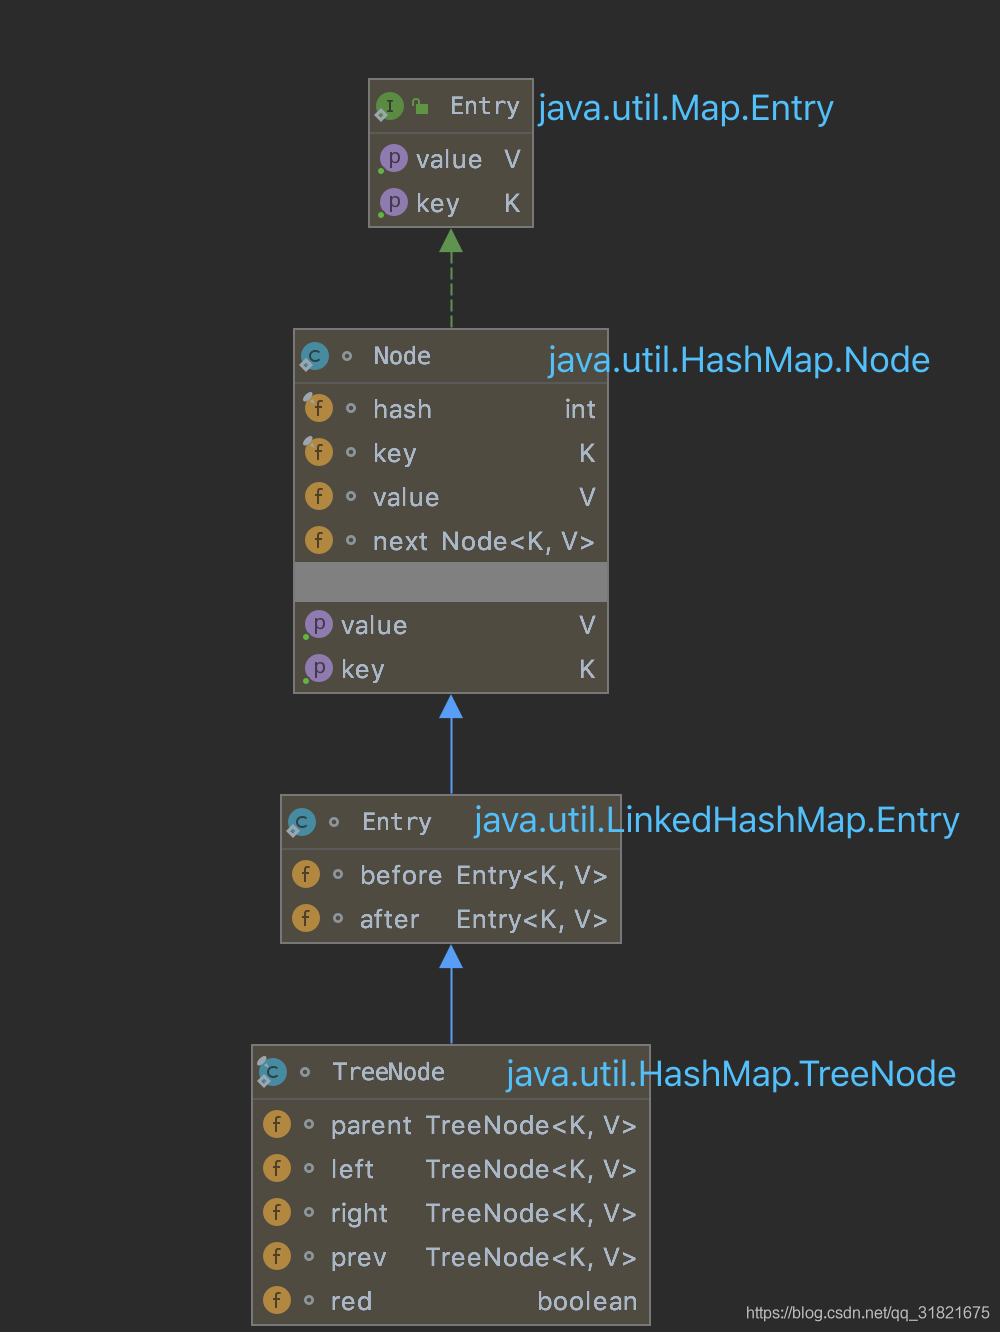 I Entry java.util.Map.Entry
p value V
p key K
C Node java.util.HashMap.Node
f hash int
f key K
f value V
f next Node<K, V>
p value V
p key K
C Entry java.util.LinkedHashMap.Entry
f before Entry<K, V>
f after Entry<K, V>
C TreeNode java.util.HashMap.TreeNode
f parent TreeNode<K, V>
f left TreeNode<K, V>
f right TreeNode<K, V>
f prev TreeNode<K, V>
f red boolean
https://blog.csdn.net/qq_31821675